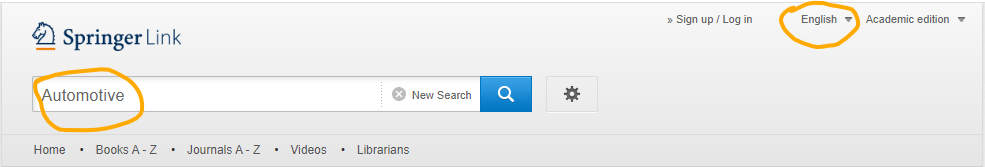 » Sign up / Log in English Academic edition
Springer Link
Automotive New Search
Home • Books A - Z • Journals A - Z • Videos • Librarians